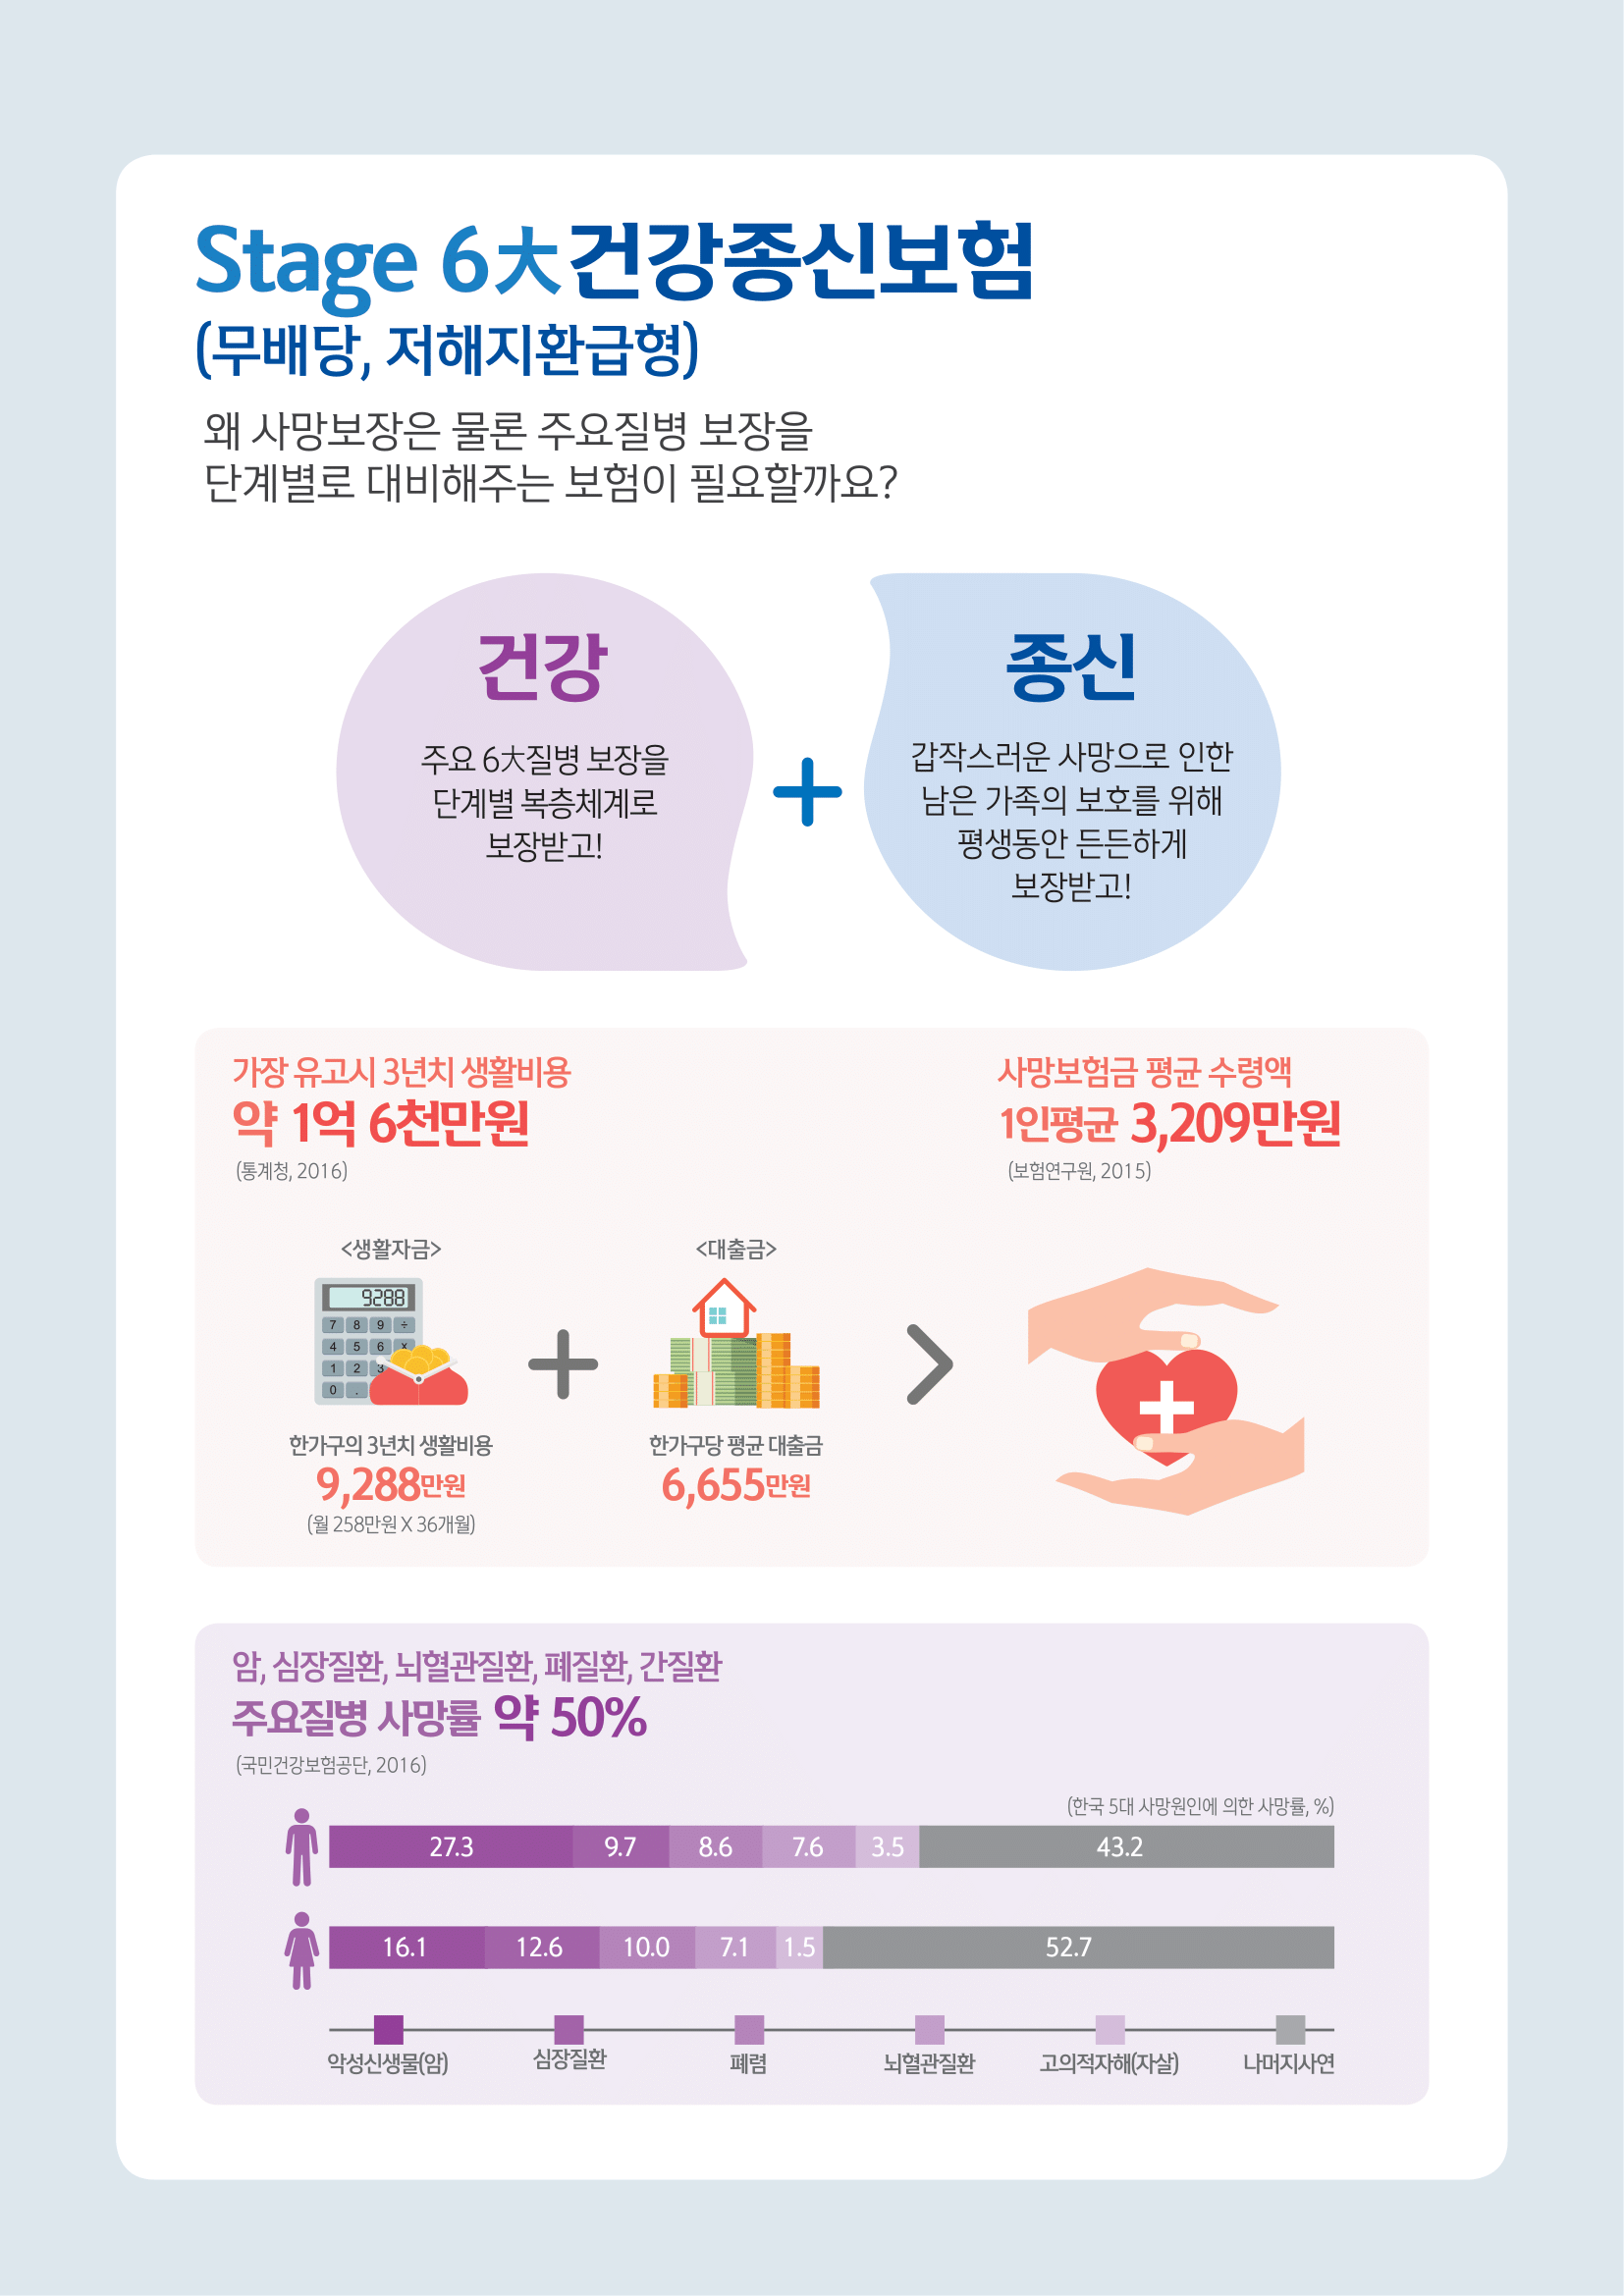 Stage 6大건강종신보험
(무배당, 저해지환급형)
왜 사망보장은 물론 주요질병 보장을
단계별로 대비해주는 보험이 필요할까요?
건강
주요 6大질병 보장을
단계별 복층체계로
보장받고!
+
종신
갑작스러운 사망으로 인한
남은 가족의 보호를 위해
평생동안 든든하게
보장받고!
가장 유고시 3년치 생활비용
약 1억 6천만원
(통계청, 2016)
사망보험금 평균 수령액
1인평균 3,209만원
(보험연구원, 2015)
<생활자금>
9288
7 8 9 ÷
4 5 6 x
1 2 3
0 .
한가구의 3년치 생활비용
9,288만원
(월 258만원 X 36개월)
+
<대출금>
한가구당 평균 대출금
6,655만원
>
암, 심장질환, 뇌혈관질환, 폐질환, 간질환
주요질병 사망률 약 50%
(국민건강보험공단, 2016)
(한국 5대 사망원인에 의한 사망률, %)
27.3 9.7 8.6 7.6 3.5 43.2
16.1 12.6 10.0 7.1 1.5 52.7
악성신생물(암) 심장질환 폐렴 뇌혈관질환 고의적자해(자살) 나머지사연